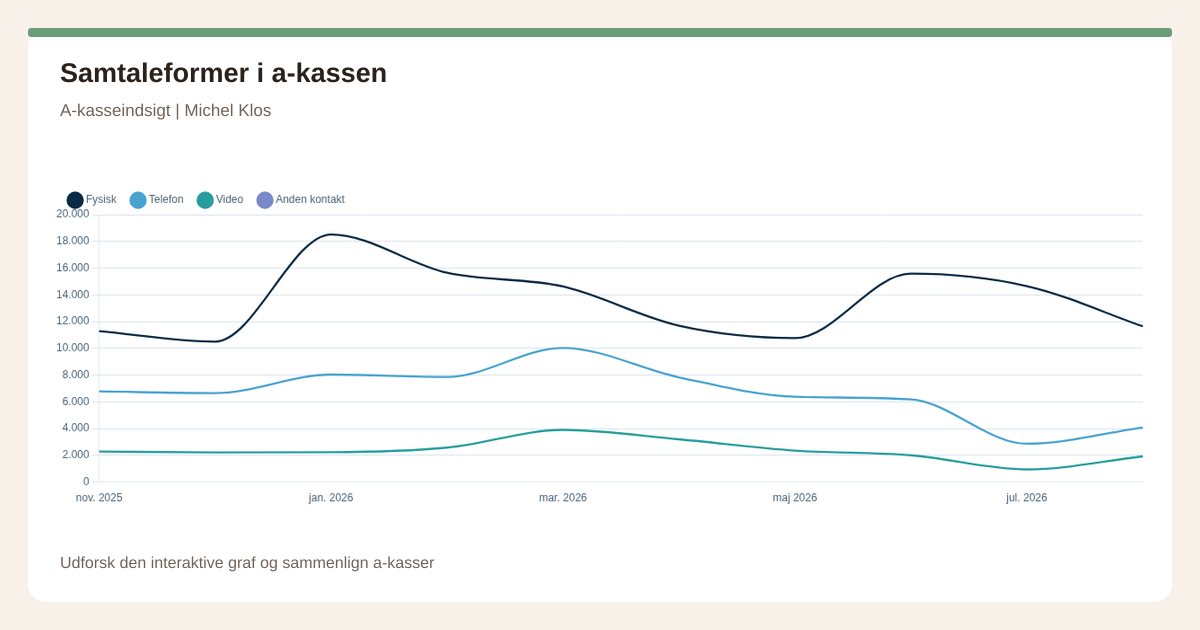 Samtaleformer i a-kassen
A-kasseindsigt | Michel Klos
Fysisk Telefon Video Anden kontakt
20.000
18.000
16.000
14.000
12.000
10.000
8.000
6.000
4.000
2.000
0
nov. 2025 jan. 2026 mar. 2026 maj 2026 jul. 2026
Udforsk den interaktive graf og sammenlign a-kasser